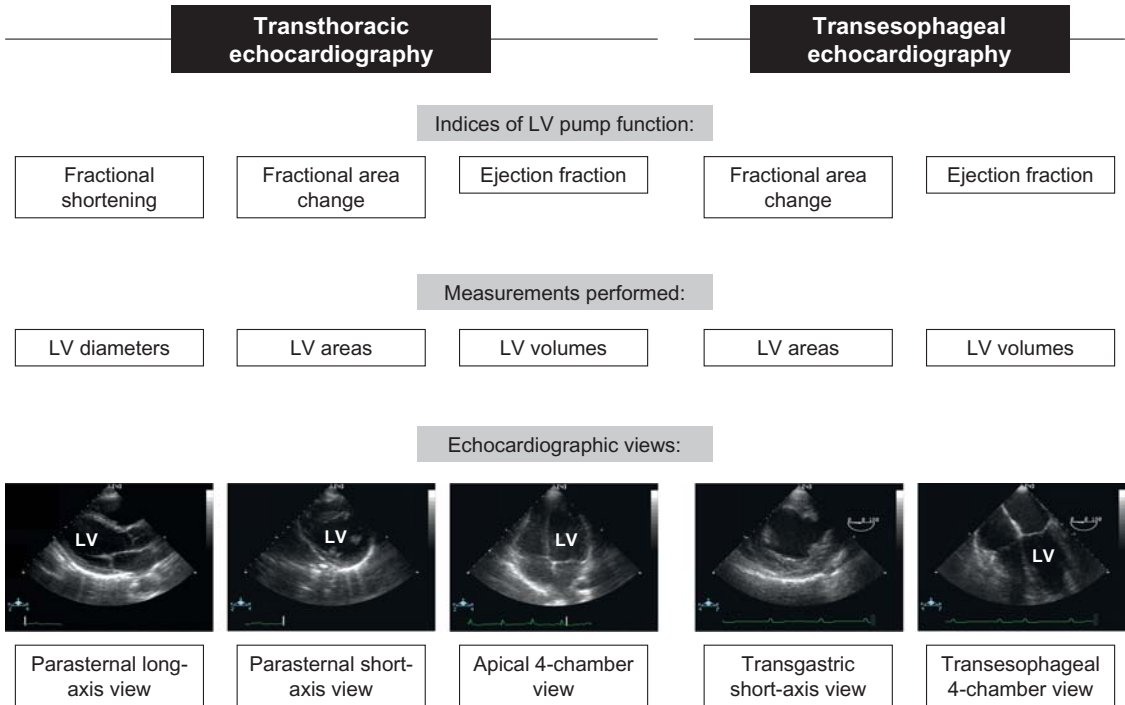 Transthoracic
echocardiography
Transesophageal
echocardiography
Indices of LV pump function:
Fractional
shortening
Fractional area
change
Ejection fraction
Fractional area
change
Ejection fraction
Measurements performed:
LV diameters
LV areas
LV volumes
LV areas
LV volumes
Echocardiographic views:
LV
LV
LV
LV
Parasternal long-
axis view
Parasternal short-
axis view
Apical 4-chamber
view
Transgastric
short-axis view
Transesophageal
4-chamber view